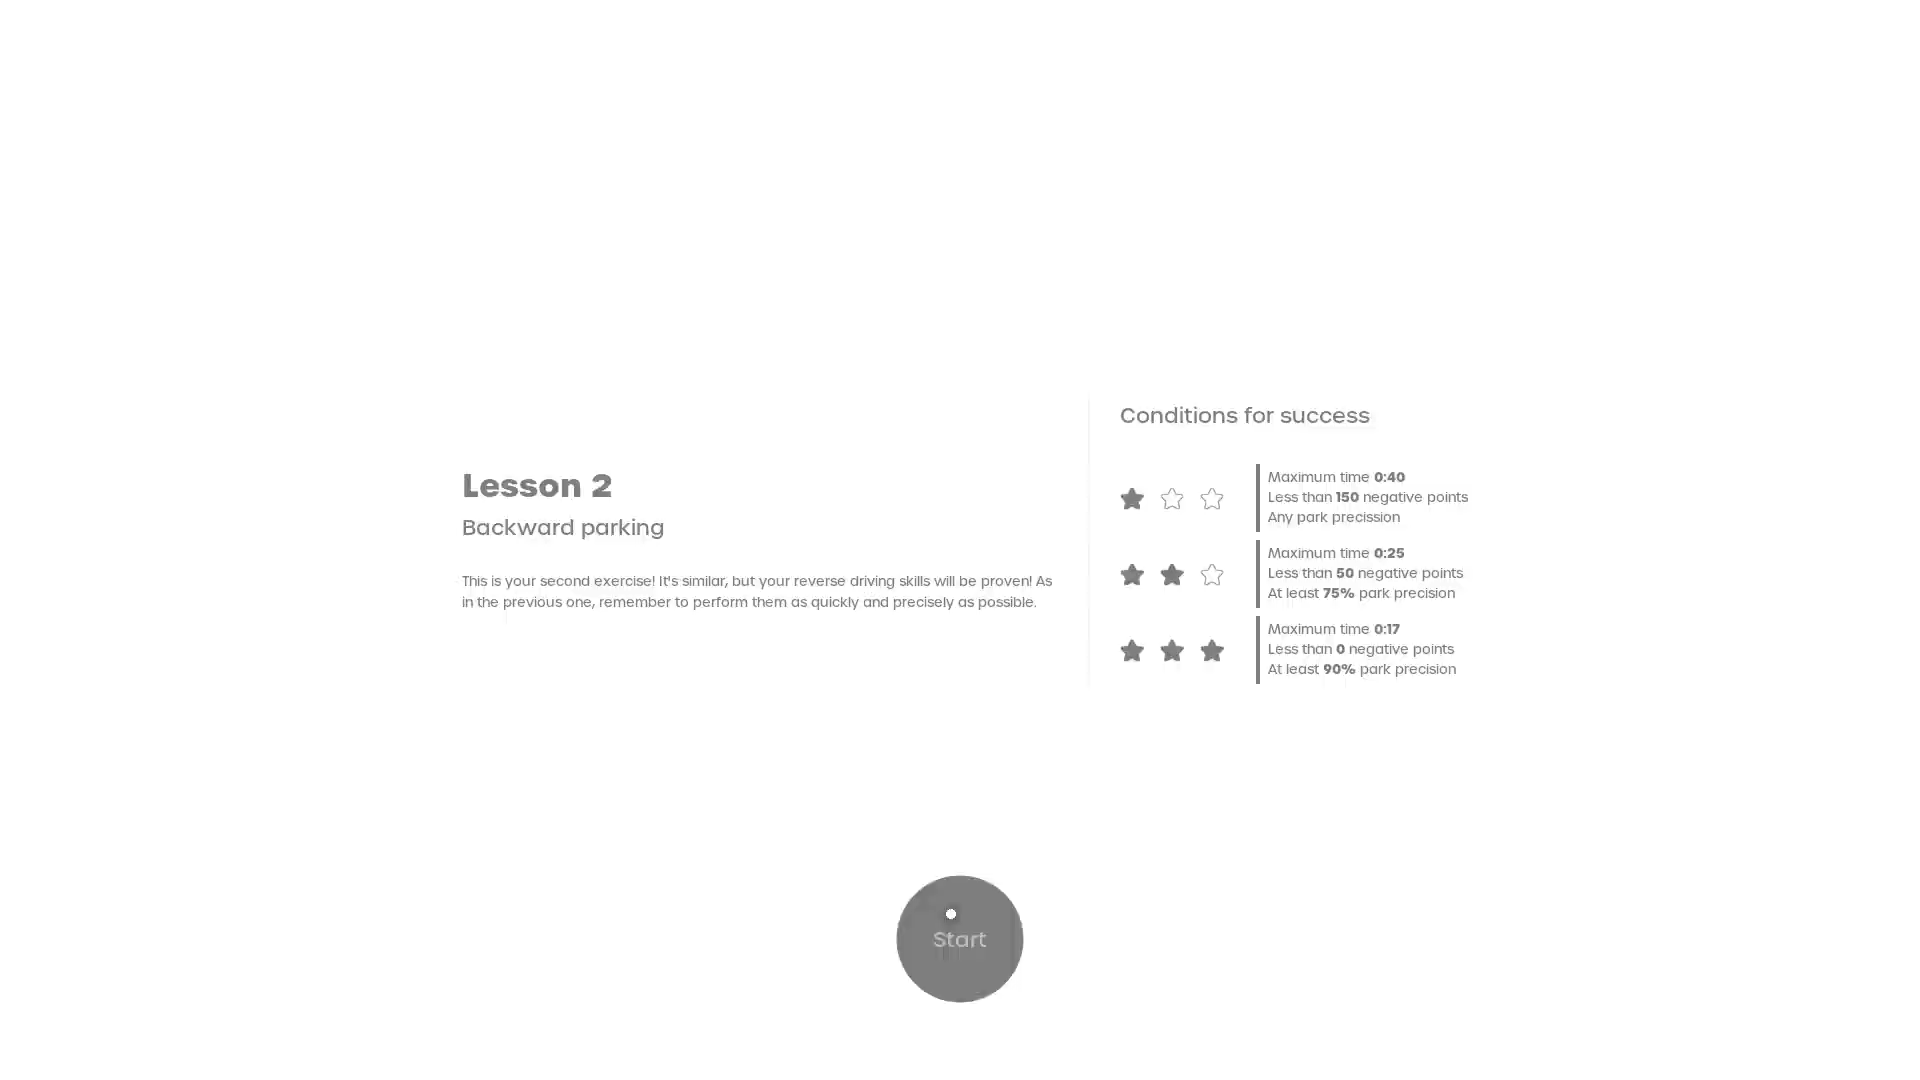 Lesson 2
Backward parking
This is your second exercise! It's similar, but your reverse driving skills will be proven! As
in the previous one, remember to perform them as quickly and precisely as possible.
Conditions for success
Maximum time 0:40
Less than 150 negative points
Any park precission
Maximum time 0:25
Less than 50 negative points
At least 75% park precision
Maximum time 0:17
Less than 0 negative points
At least 90% park precision
Start